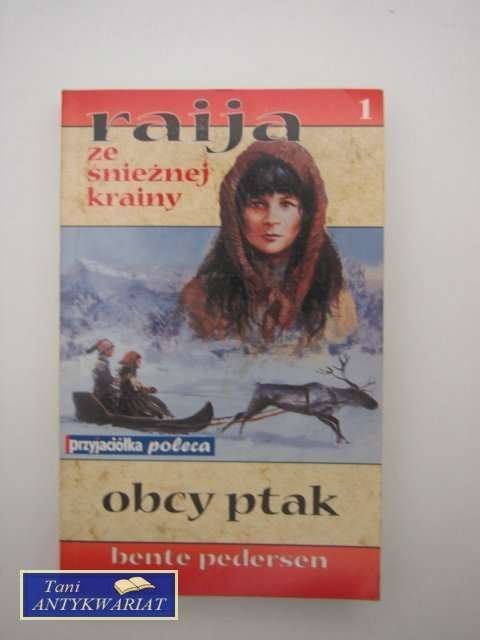 raija
1
ze
śnieżnej
krainy
przyjaciółka poleca
obcy ptak
bente pedersen
Tani
ANTYKWARIAT